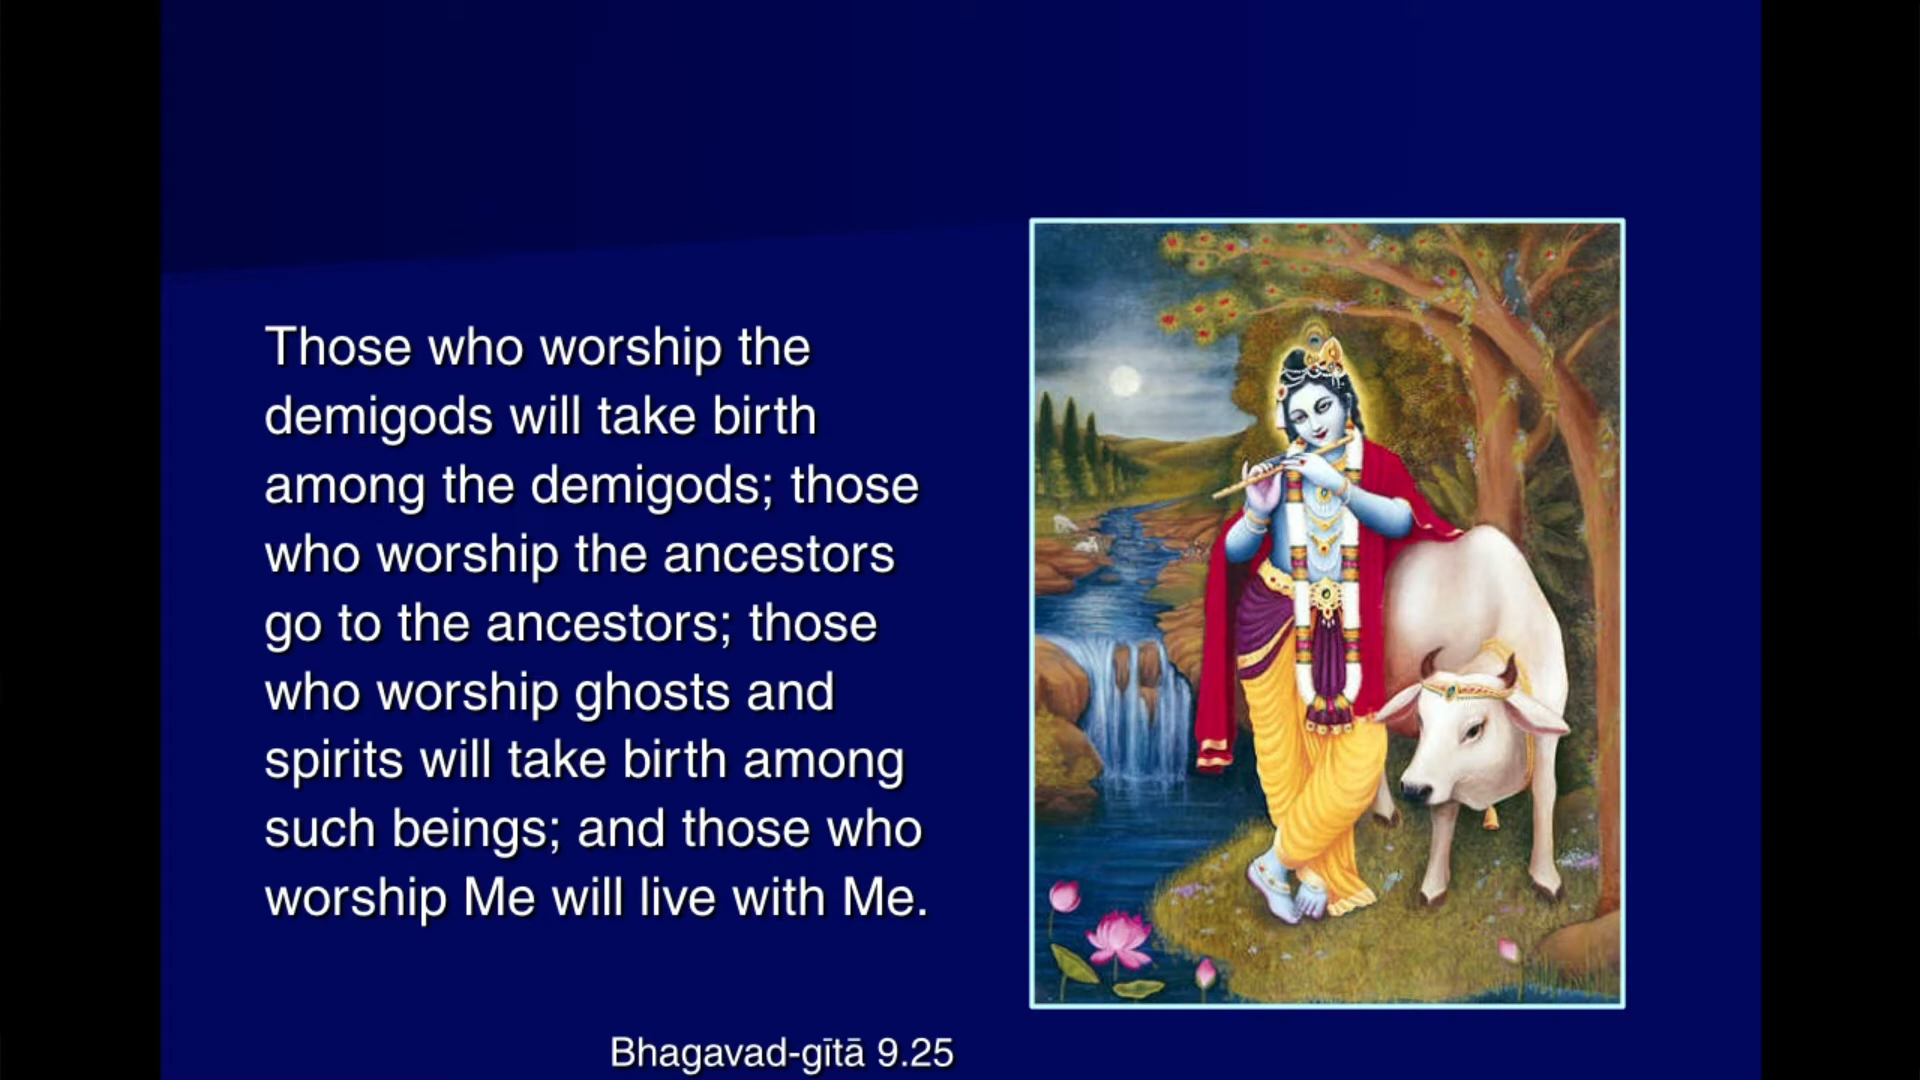 Those who worship the
demigods will take birth
among the demigods; those
who worship the ancestors
go to the ancestors; those
who worship ghosts and
spirits will take birth among
such beings; and those who
worship Me will live with Me.
Bhagavad-gītā 9.25